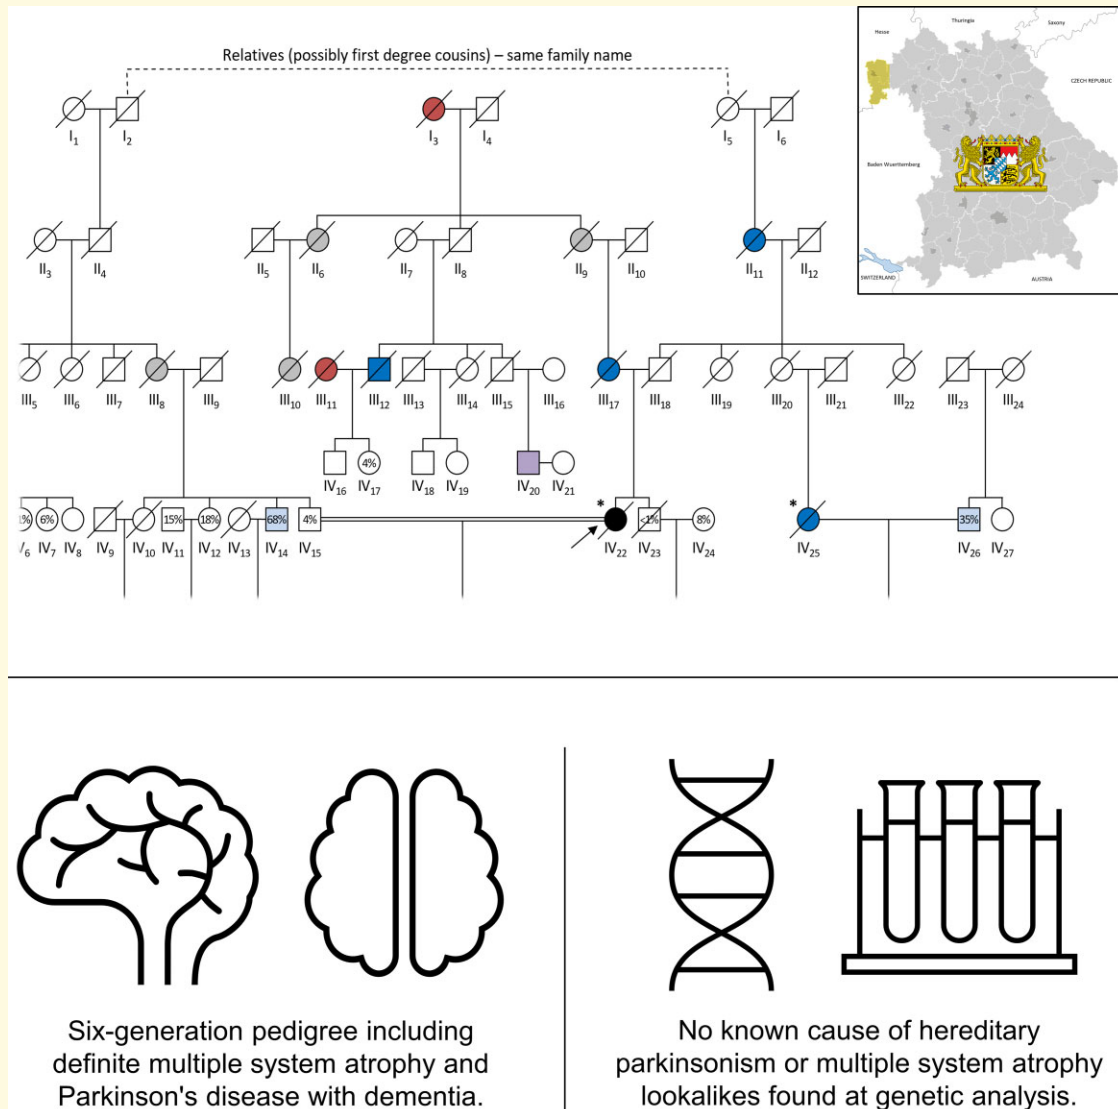 Thuringia
Saxony
Hesse
CZECH REPUBLIC
Baden Wuerttemberg
SWITZERLAND
AUSTRIA
Relatives (possibly first degree cousins) – same family name
I1 I2 I3 I4 I5 I6
II3 II4 II5 II6 II7 II8 II9 II10 II11 II12
III5 III6 III7 III8 III9 III10 III11 III12 III13 III14 III15 III16 III17 III18 III19 III20 III21 III22 III23 III24
4%
IV16 IV17 IV18 IV19 IV20 IV21
* *
1% 6% 15% 18% 68% 4% <1% 8% 35%
V6 IV7 IV8 IV9 IV10 IV11 IV12 IV13 IV14 IV15 IV22 IV23 IV24 IV25 IV26 IV27
Six-generation pedigree including
definite multiple system atrophy and
Parkinson's disease with dementia.
No known cause of hereditary
parkinsonism or multiple system atrophy
lookalikes found at genetic analysis.